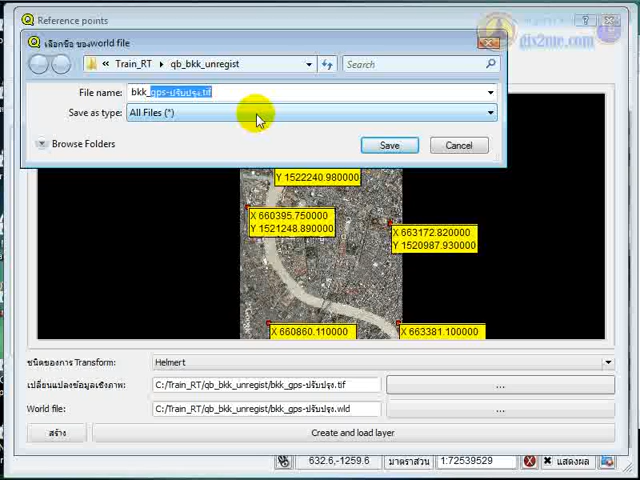 Reference points
gix2me.com
เลือกชื่อ ของworld file
« Train_RT ▸ qb_bkk_unregist
Search
File name: bkk_gps-ปรับปรุง.tif
Save as type: All Files (*)
Browse Folders
Save
Cancel
Y 1522240.980000
X 660395.750000
Y 1521248.890000
X 663172.820000
Y 1520987.930000
X 660860.110000
X 663381.100000
ชนิดของการ Transform: Helmert
เปลี่ยนแปลงข้อมูลเชิงภาพ: C:/Train_RT/qb_bkk_unregist/bkk_gps-ปรับปรุง.tif ...
World file: C:/Train_RT/qb_bkk_unregist/bkk_gps-ปรับปรุง.wld ...
สร้าง
Create and load layer
632.6,-1259.6 มาตราส่วน 1:72539529 แสดงผล